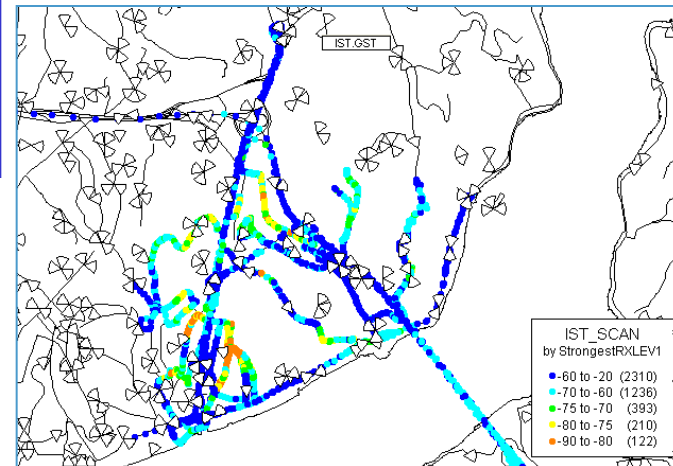 IST.GST
IST_SCAN
by StrongestRXLEV1
-60 to -20 (2310)
-70 to -60 (1236)
-75 to -70 (393)
-80 to -75 (210)
-90 to -80 (122)